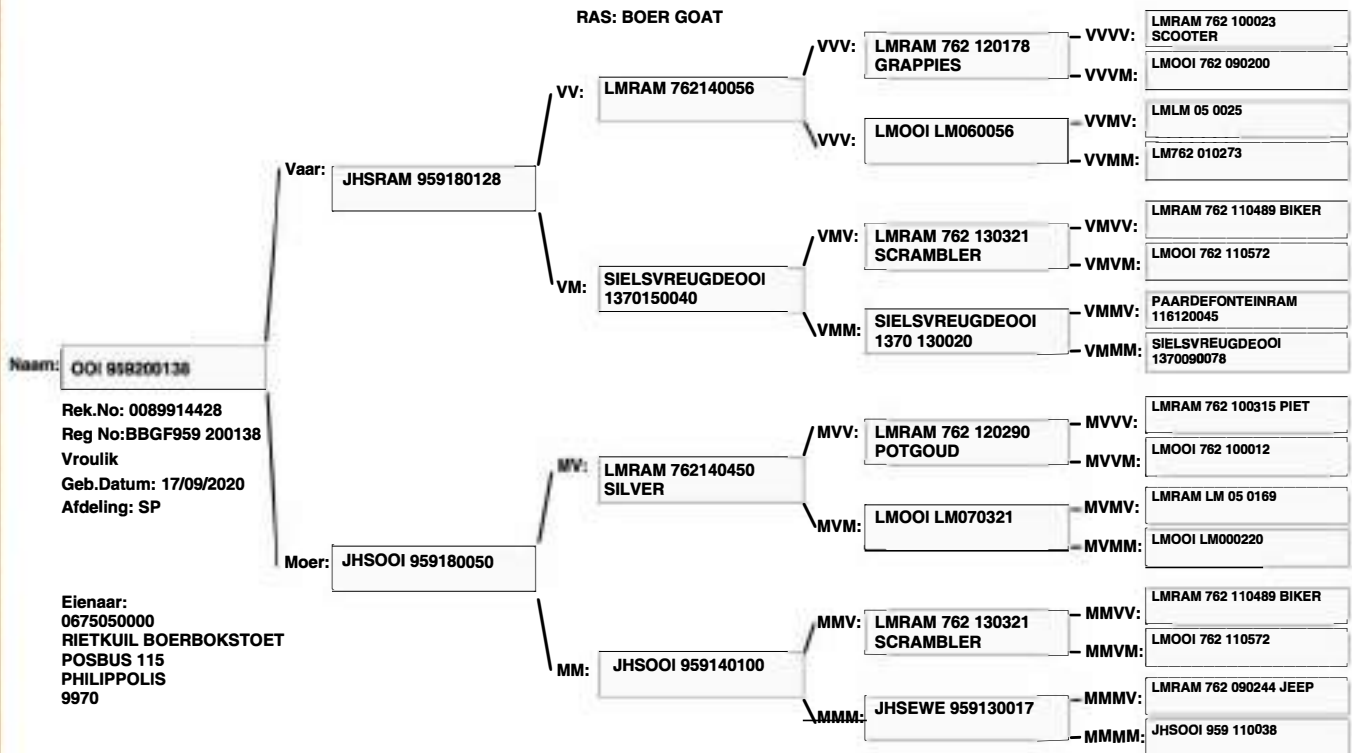 RAS: BOER GOAT
Naam: OOI 959200138
Rek.No: 0089914428
Reg No:BBGF959 200138
Vroulik
Geb.Datum: 17/09/2020
Afdeling: SP
Eienaar:
0675050000
RIETKUIL BOERBOKSTOET
POSBUS 115
PHILIPPOLIS
9970
Vaar: JHSRAM 959180128
Moer: JHSOOI 959180050
VV: LMRAM 762140056
VM: SIELSVREUGDEOOI
1370150040
MV: LMRAM 762140450
SILVER
MM: JHSOOI 959140100
VVV: LMRAM 762 120178
GRAPPIES
VVV: LMOOI LM060056
VMV: LMRAM 762 130321
SCRAMBLER
VMM: SIELSVREUGDEOOI
1370 130020
MVV: LMRAM 762 120290
POTGOUD
MVM: LMOOI LM070321
MMV: LMRAM 762 130321
SCRAMBLER
MMM: JHSEWE 959130017
VVVV: LMRAM 762 100023
SCOOTER
VVVM: LMOOI 762 090200
VVMV: LMLM 05 0025
VVMM: LM762 010273
VMVV: LMRAM 762 110489 BIKER
VMVM: LMOOI 762 110572
VMMV: PAARDEFONTEINRAM
116120045
VMMM: SIELSVREUGDEOOI
1370090078
MVVV: LMRAM 762 100315 PIET
MVVM: LMOOI 762 100012
MVMV: LMRAM LM 05 0169
MVMM: LMOOI LM000220
MMVV: LMRAM 762 110489 BIKER
MMVM: LMOOI 762 110572
MMMV: LMRAM 762 090244 JEEP
MMMM: JHSOOI 959 110038